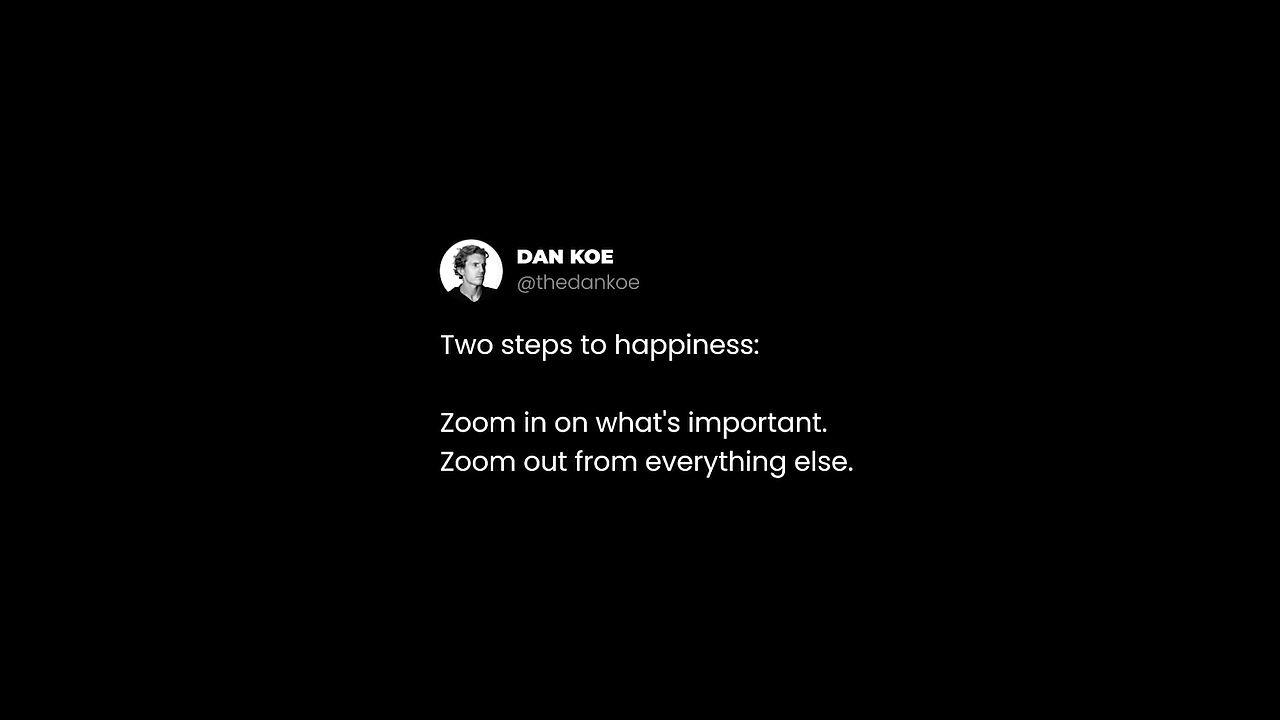 DAN KOE
@thedankoe
Two steps to happiness:
Zoom in on what's important.
Zoom out from everything else.